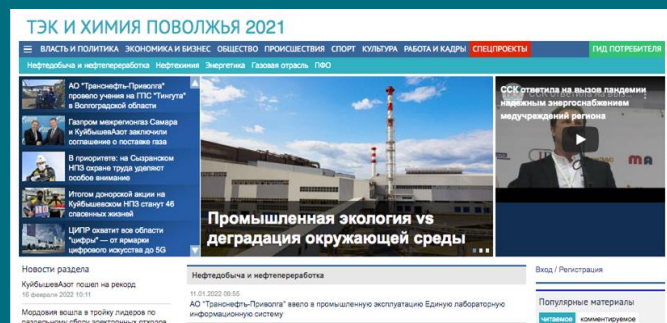 ТЭК И ХИМИЯ ПОВОЛЖЬЯ 2021
ВЛАСТЬ И ПОЛИТИКА ЭКОНОМИКА И БИЗНЕС ОБЩЕСТВО ПРОИСШЕСТВИЯ СПОРТ КУЛЬТУРА РАБОТА И КАДРЫ СПЕЦПРОЕКТЫ ГИД ПОТРЕБИТЕЛЯ
Нефтедобыча и нефтепереработка Нефтехимия Энергетика Газовая отрасль ПФО
АО "Транснефть-Приволга"
провело учения на ГПС "Тингута"
в Волгоградской области
Газпром межрегионгаз Самара
и КуйбышевАзот заключили
соглашение о поставке газа
В приоритете: на Сызранском
НПЗ охране труда уделяют
особое внимание
Итогом донорской акции на
Куйбышевском НПЗ станут 46
спасенных жизней
ЦИПР охватит все области
"цифры" — от ярмарки
цифрового искусства до 5G
Промышленная экология vs
деградация окружающей среды
ССК ответила на вызов пандемии
надежным энергоснабжением
медучреждений региона
Новости раздела
КуйбышевАзот пошел на рекорд
16 февраля 2022 10:11
Мордовия вошла в тройку лидеров по
раздельному сбору электронных отходов
Нефтедобыча и нефтепереработка
11.01.2022 09:55
АО "Транснефть-Приволга" ввело в промышленную эксплуатацию Единую лабораторную
информационную систему
Вход / Регистрация
Популярные материалы
читаемое комментируемое